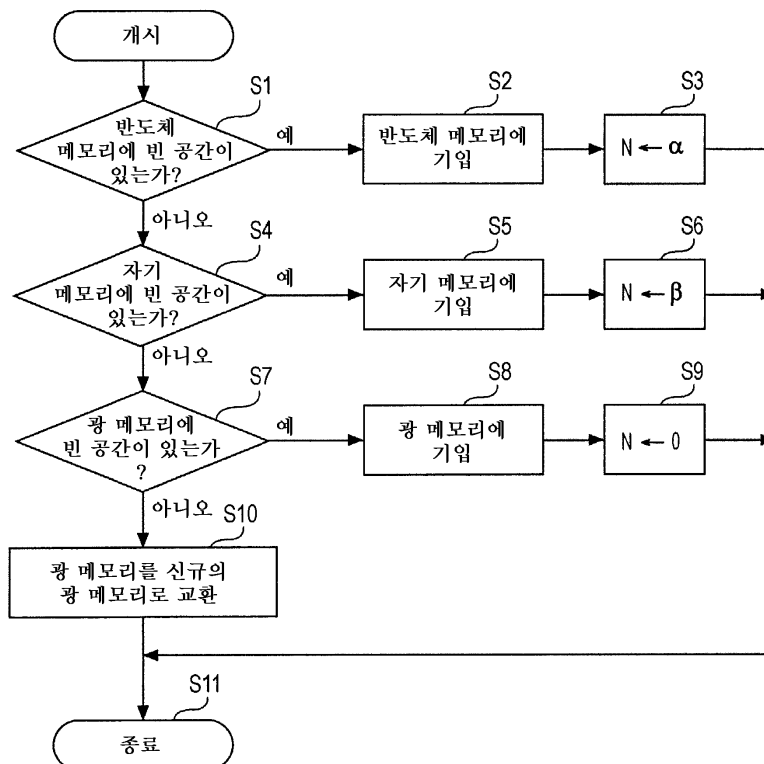 개시
S1
반도체
메모리에 빈 공간이
있는가?
예
S2
반도체 메모리에
기입
S3
N ← α
아니오
S4
자기
메모리에 빈 공간이
있는가?
예
S5
자기 메모리에
기입
S6
N ← β
아니오
S7
광 메모리에
빈 공간이 있는가
?
예
S8
광 메모리에
기입
S9
N ← 0
아니오
S10
광 메모리를 신규의
광 메모리로 교환
S11
종료